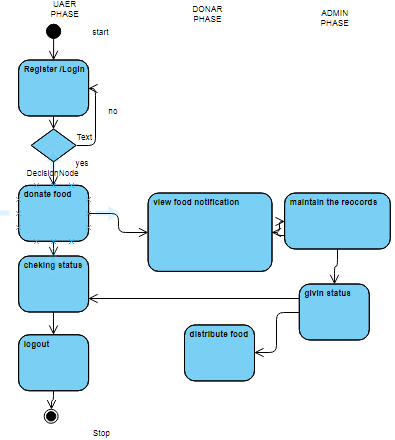 UAER
PHASE
DONAR
PHASE
ADMIN
PHASE
start
Register /Login
no
Text
yes
DecisionNode
donate food
view food notification
maintain the reocords
cheking status
givin status
distribute food
logout
Stop